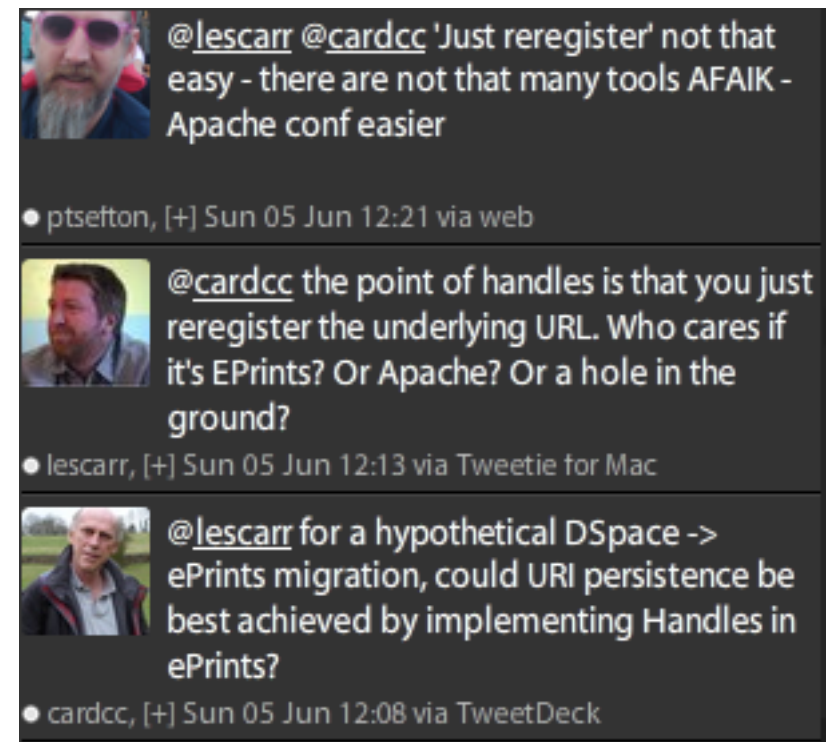 @lescarr @cardcc 'Just reregister' not that
easy - there are not that many tools AFAIK -
Apache conf easier
ptsefton, [+] Sun 05 Jun 12:21 via web
@cardcc the point of handles is that you just
reregister the underlying URL. Who cares if
it's EPrints? Or Apache? Or a hole in the
ground?
lescarr, [+] Sun 05 Jun 12:13 via Tweetie for Mac
@lescarr for a hypothetical DSpace ->
ePrints migration, could URI persistence be
best achieved by implementing Handles in
ePrints?
cardcc, [+] Sun 05 Jun 12:08 via TweetDeck